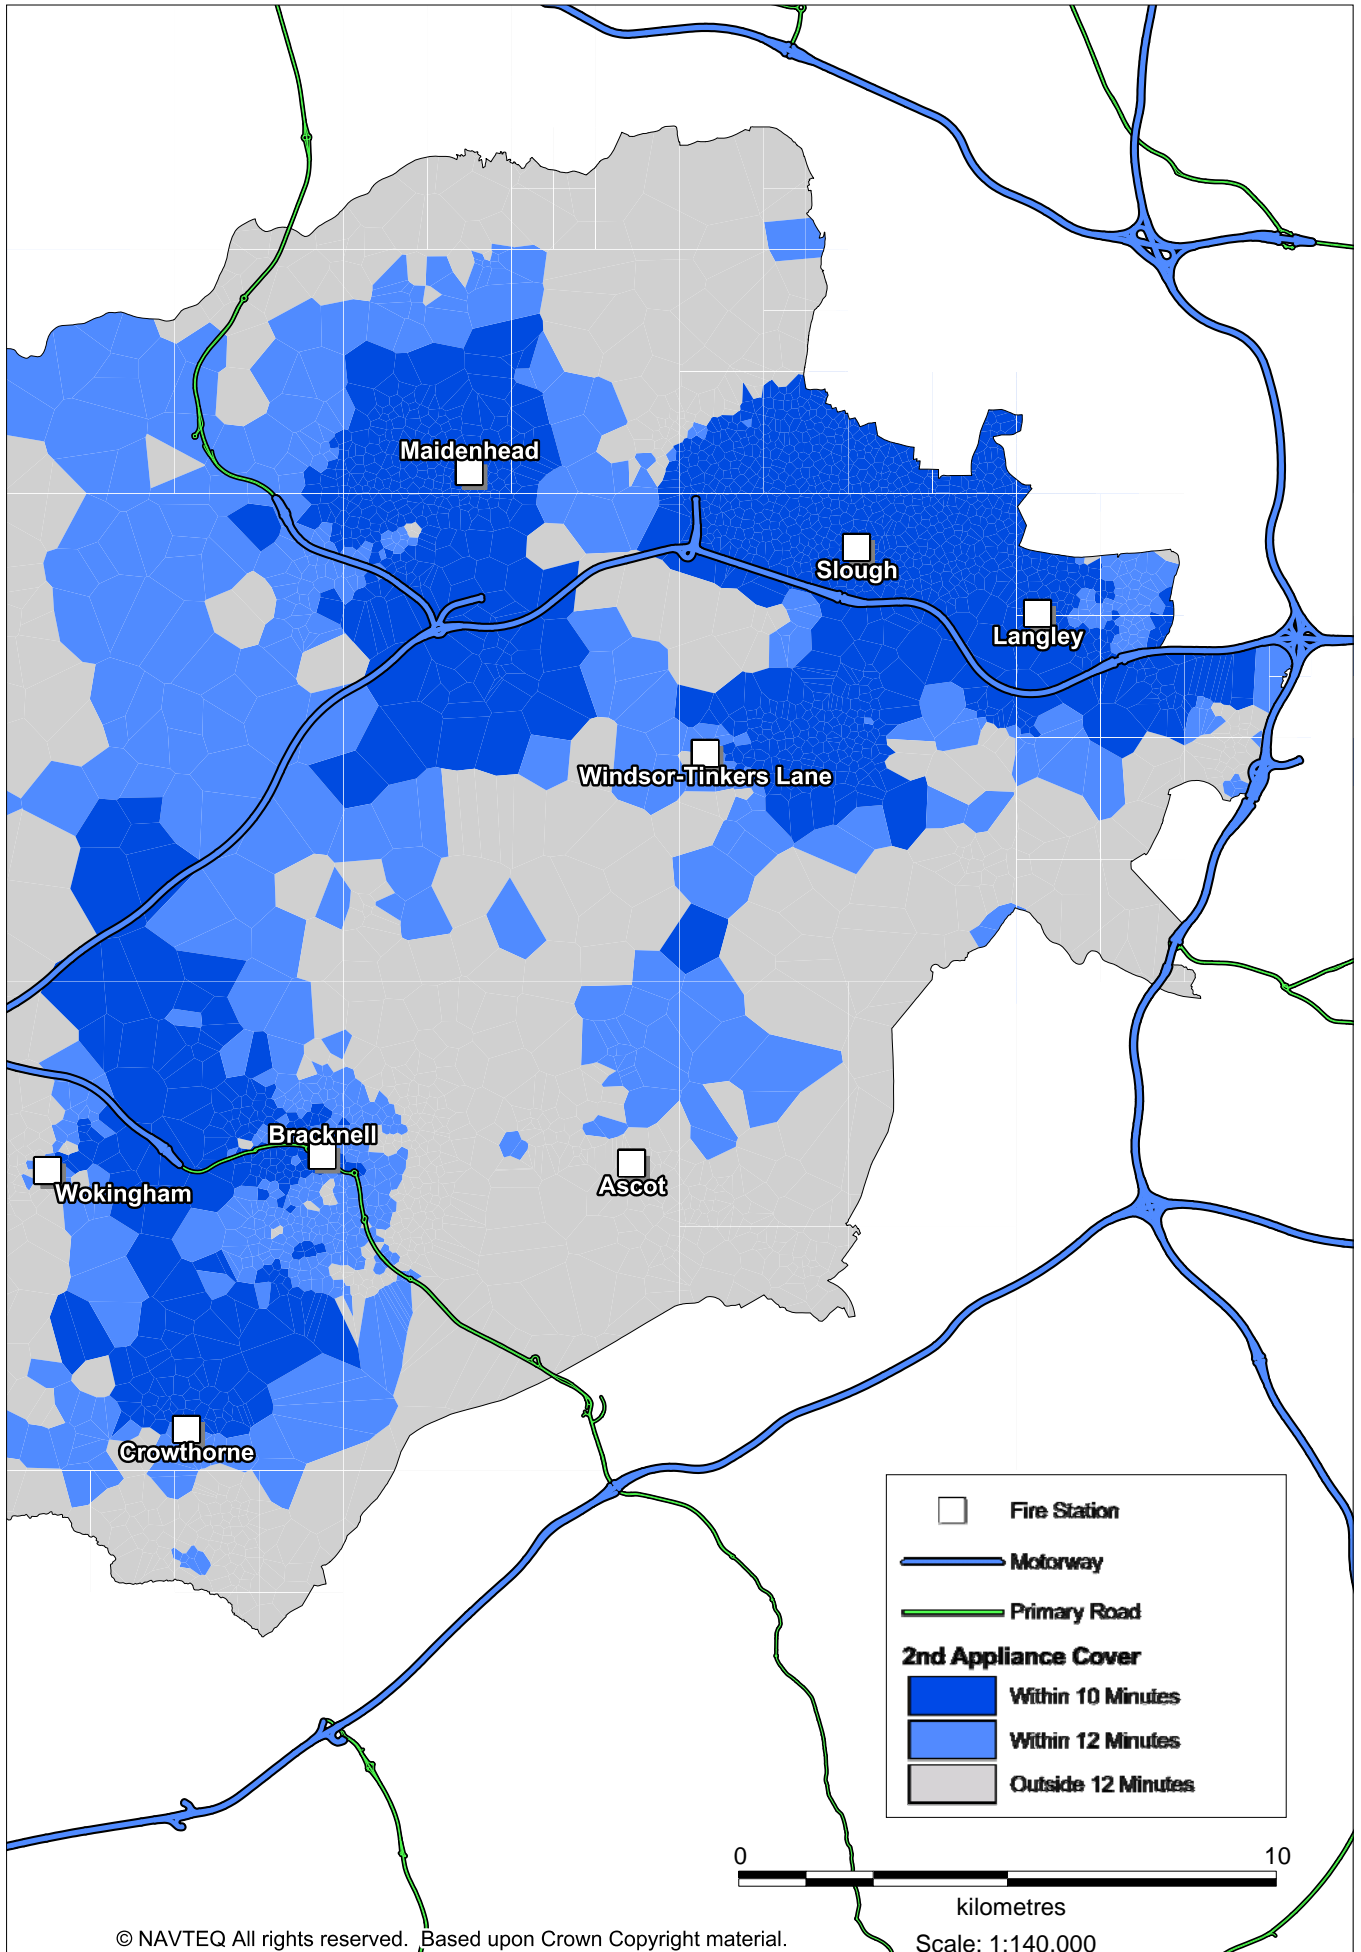 Maidenhead
Slough
Langley
Windsor-Tinkers Lane
Bracknell
Wokingham
Ascot
Crowthorne
Fire Station
Motorway
Primary Road
2nd Appliance Cover
Within 10 Minutes
Within 12 Minutes
Outside 12 Minutes
0 10
kilometres
© NAVTEQ All rights reserved. Based upon Crown Copyright material.
Scale: 1:140,000